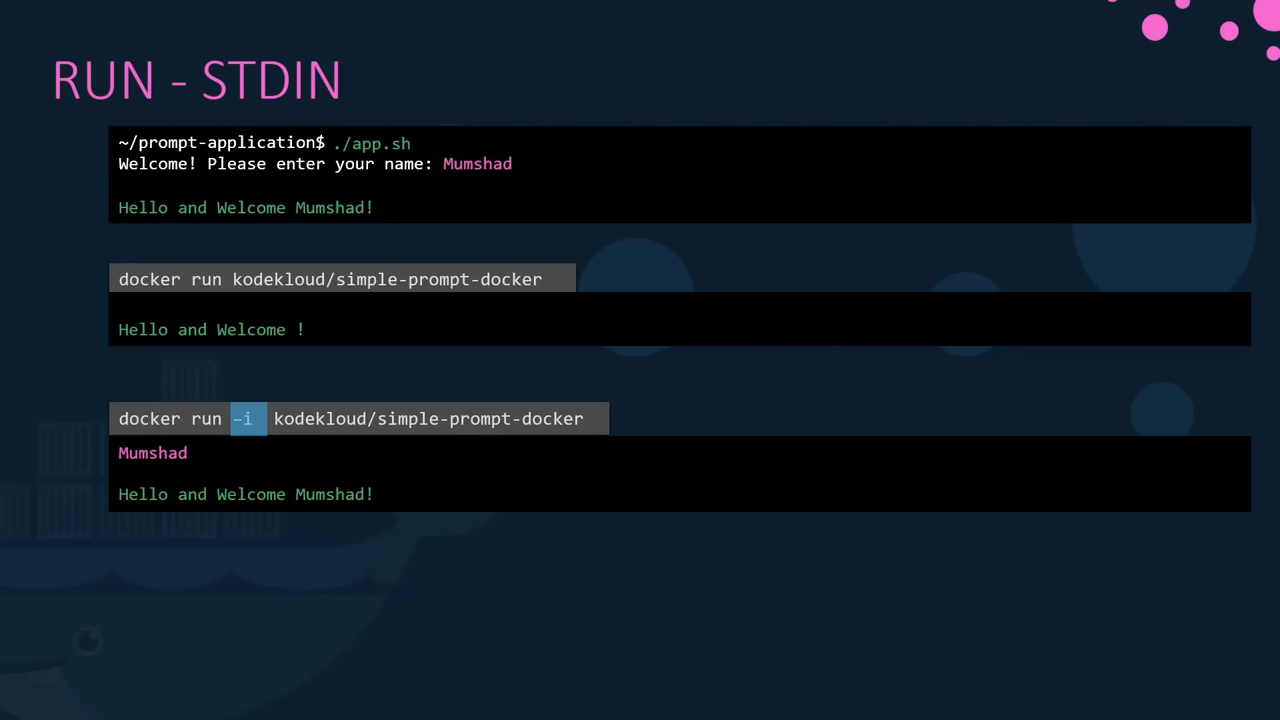 RUN - STDIN
~/prompt-application$ ./app.sh
Welcome! Please enter your name: Mumshad
Hello and Welcome Mumshad!
docker run kodekloud/simple-prompt-docker
Hello and Welcome !
docker run -i kodekloud/simple-prompt-docker
Mumshad
Hello and Welcome Mumshad!